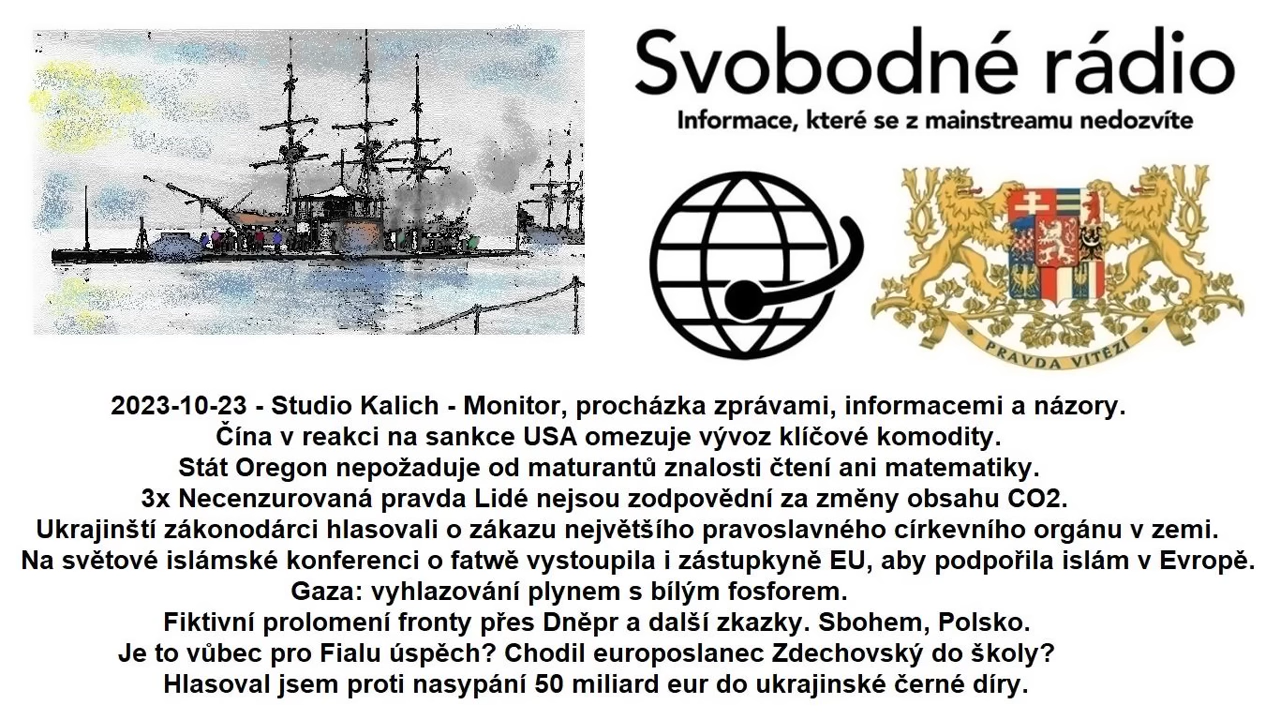 Svobodné rádio
Informace, které se z mainstreamu nedozvíte
PRAVDA VÍTĚZÍ
2023-10-23 - Studio Kalich - Monitor, procházka zprávami, informacemi a názory.
Čína v reakci na sankce USA omezuje vývoz klíčové komodity.
Stát Oregon nepožaduje od maturantů znalosti čtení ani matematiky.
3x Necenzurovaná pravda Lidé nejsou zodpovědní za změny obsahu CO2.
Ukrajinští zákonodárci hlasovali o zákazu největšího pravoslavného církevního orgánu v zemi.
Na světové islámské konferenci o fatwě vystoupila i zástupkyně EU, aby podpořila islám v Evropě.
Gaza: vyhlazování plynem s bílým fosforem.
Fiktivní prolomení fronty přes Dněpr a další zkazky. Sbohem, Polsko.
Je to vůbec pro Fialu úspěch? Chodil europoslanec Zdechovský do školy?
Hlasoval jsem proti nasypání 50 miliard eur do ukrajinské černé díry.